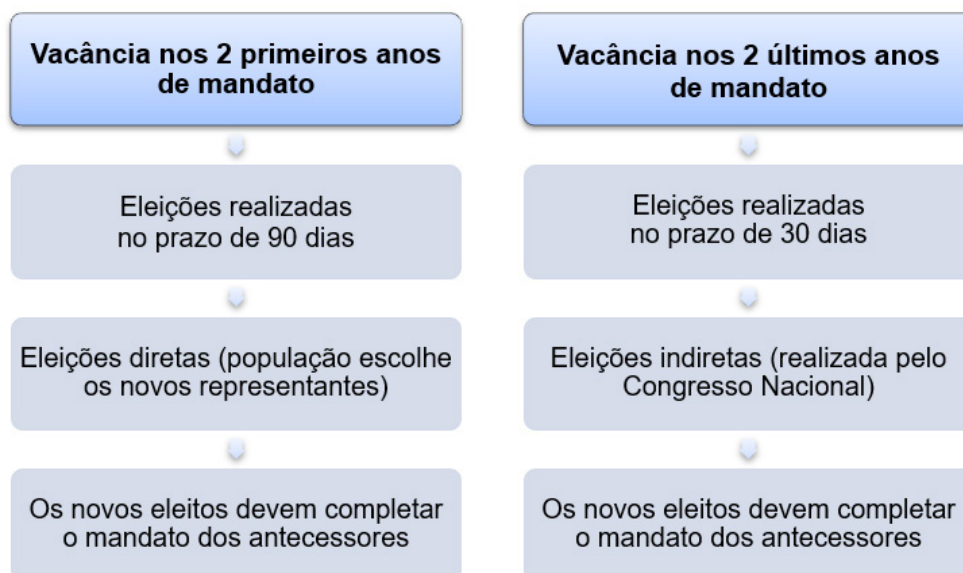 Vacância nos 2 primeiros anos
de mandato
Eleições realizadas
no prazo de 90 dias
Eleições diretas (população escolhe
os novos representantes)
Os novos eleitos devem completar
o mandato dos antecessores
Vacância nos 2 últimos anos
de mandato
Eleições realizadas
no prazo de 30 dias
Eleições indiretas (realizada pelo
Congresso Nacional)
Os novos eleitos devem completar
o mandato dos antecessores